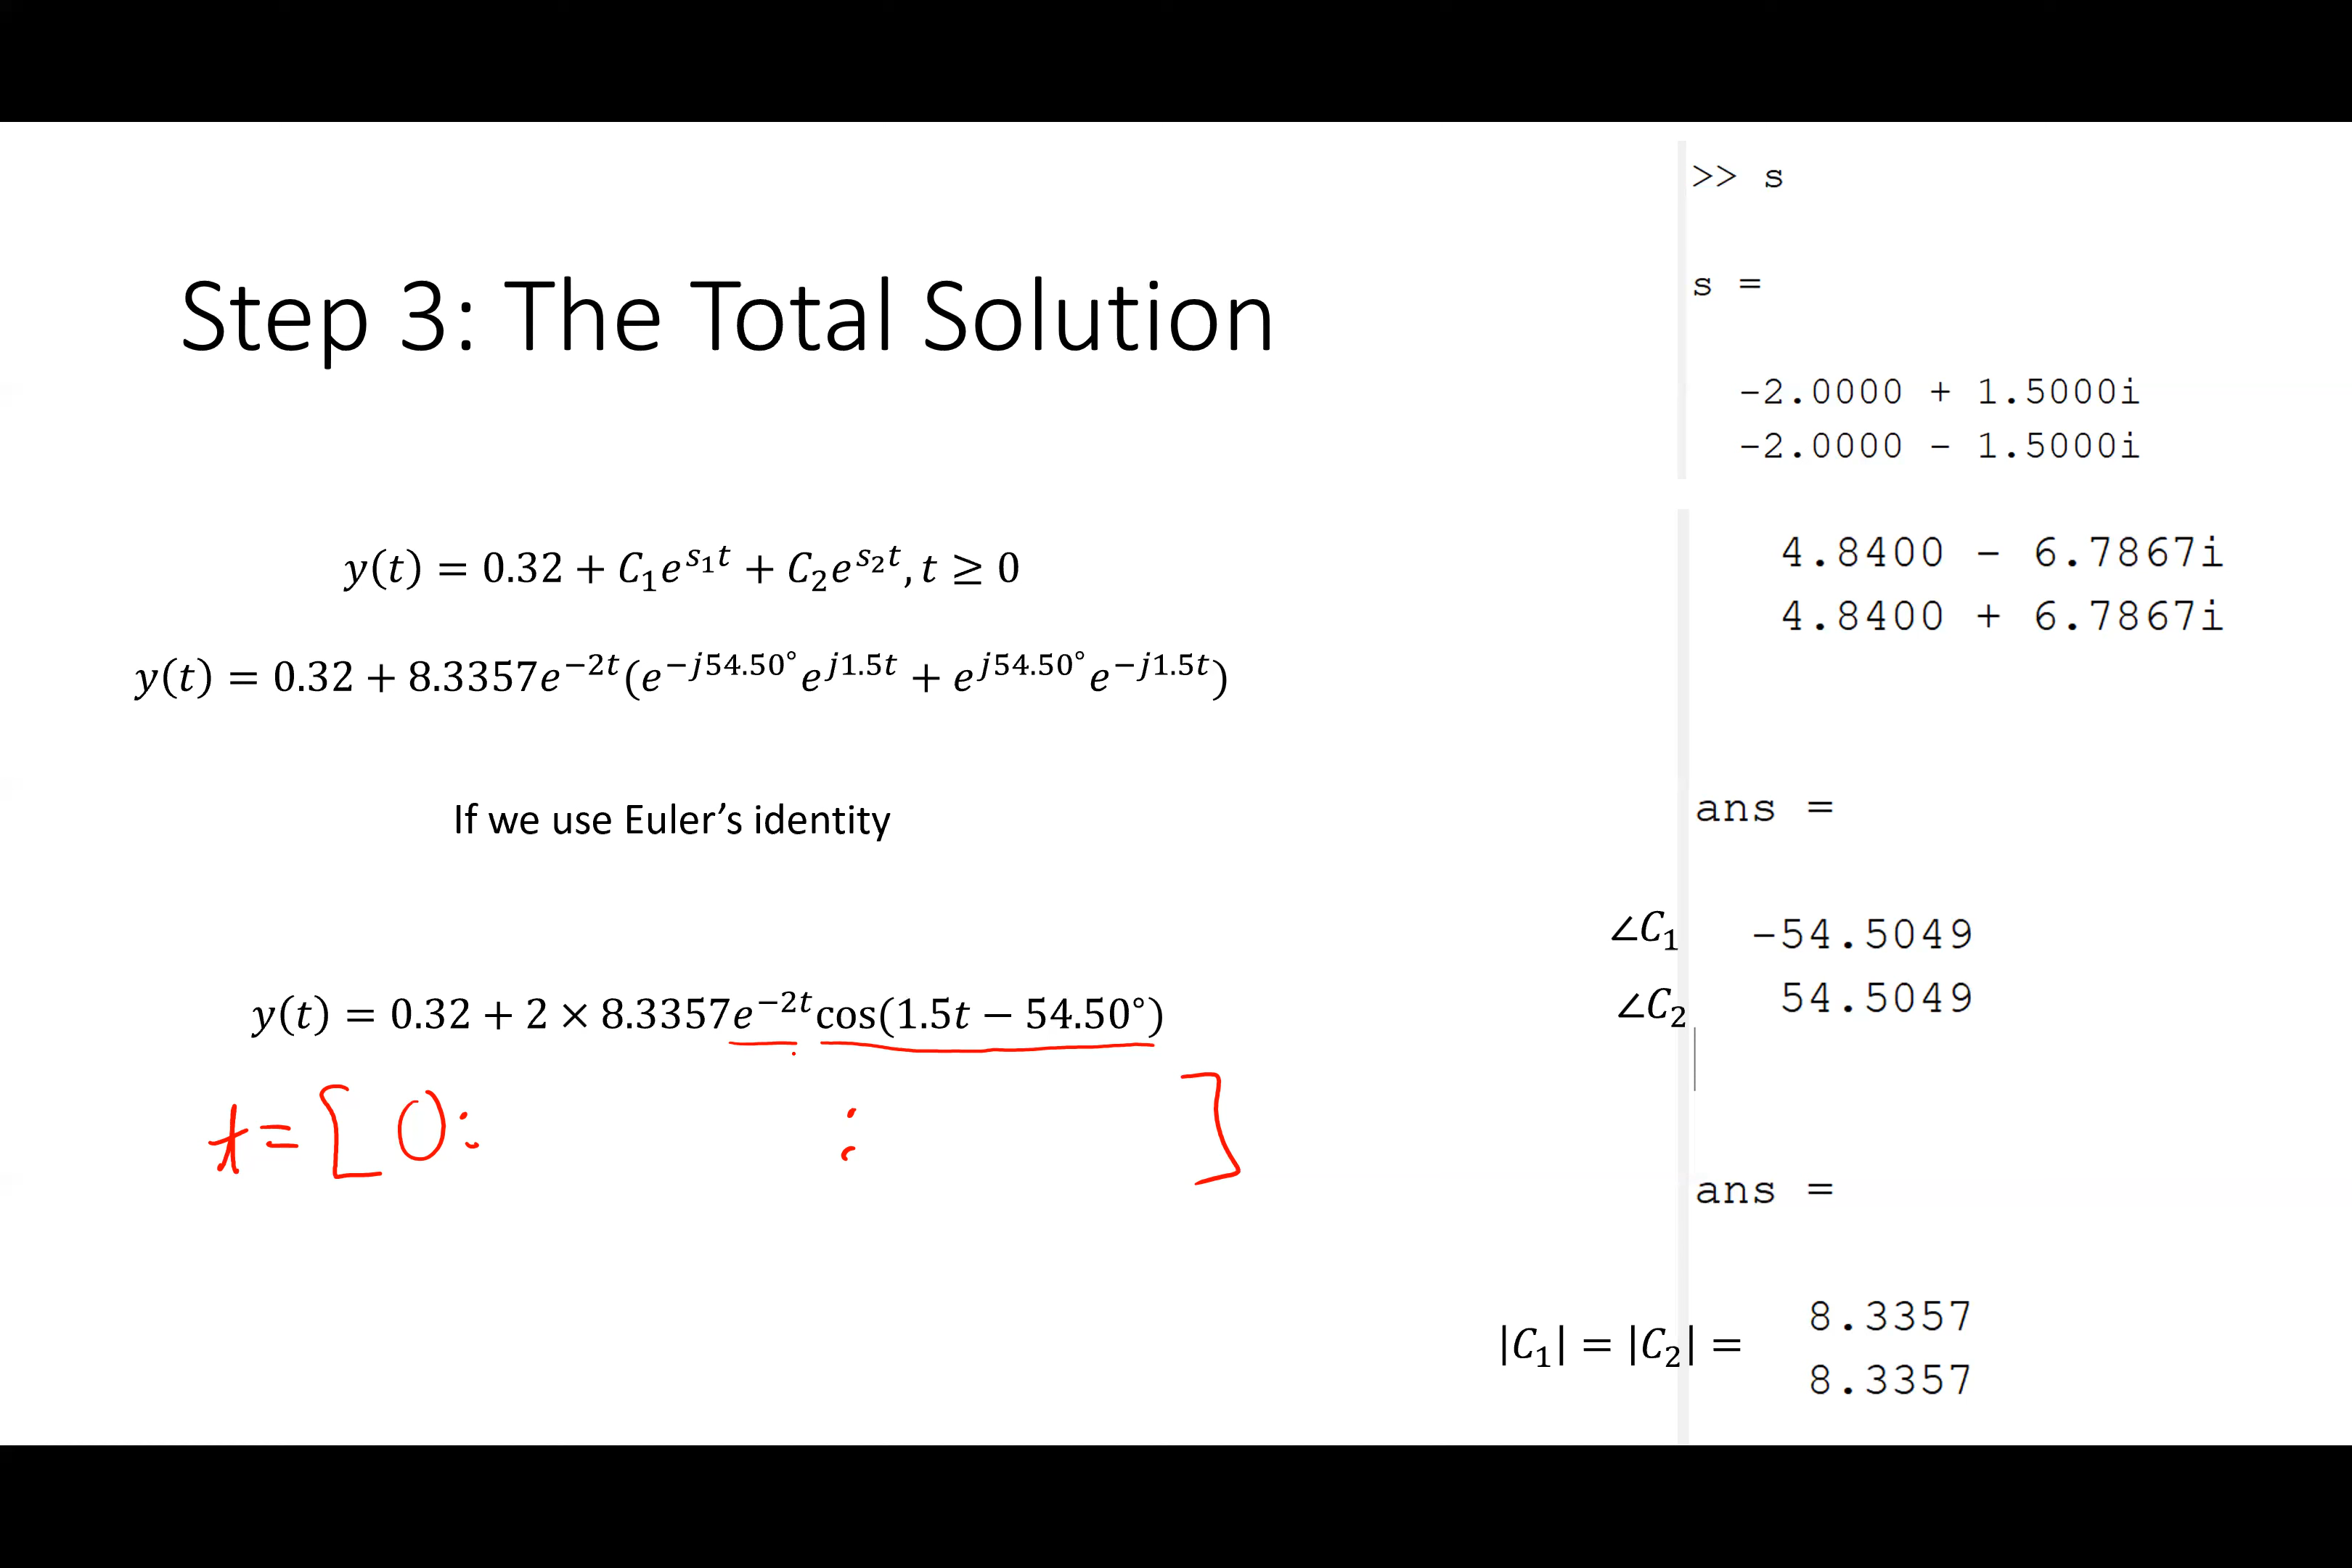 Step 3: The Total Solution
y(t) = 0.32 + C₁e^{s₁t} + C₂e^{s₂t}, t ≥ 0
y(t) = 0.32 + 8.3357e^{−2t}(e^{−j54.50°}e^{j1.5t} + e^{j54.50°}e^{−j1.5t})
If we use Euler’s identity
y(t) = 0.32 + 2 × 8.3357e^{−2t}cos(1.5t − 54.50°)
t = [ 0:   :   ]
>> s
s =
-2.0000 + 1.5000i
-2.0000 - 1.5000i
4.8400 - 6.7867i
4.8400 + 6.7867i
ans =
∠C₁ -54.5049
∠C₂ 54.5049
ans =
8.3357
|C₁| = |C₂| =
8.3357